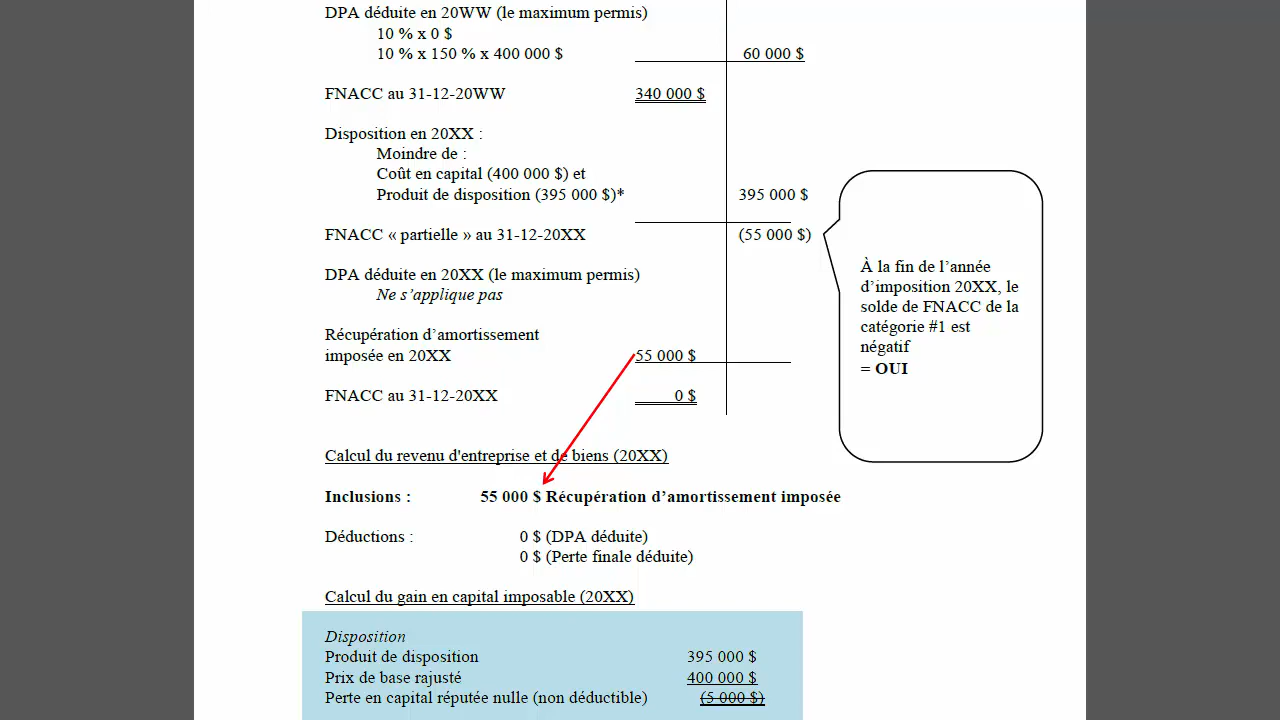 DPA déduite en 20WW (le maximum permis)
10 % x 0 $
10 % x 150 % x 400 000 $ 60 000 $
FNACC au 31-12-20WW 340 000 $
Disposition en 20XX :
Moindre de :
Coût en capital (400 000 $) et
Produit de disposition (395 000 $)* 395 000 $
FNACC « partielle » au 31-12-20XX (55 000 $)
DPA déduite en 20XX (le maximum permis)
Ne s’applique pas
Récupération d’amortissement
imposée en 20XX 55 000 $
FNACC au 31-12-20XX 0 $
À la fin de l’année
d’imposition 20XX, le
solde de FNACC de la
catégorie #1 est
négatif
= OUI
Calcul du revenu d'entreprise et de biens (20XX)
Inclusions : 55 000 $ Récupération d’amortissement imposée
Déductions : 0 $ (DPA déduite)
0 $ (Perte finale déduite)
Calcul du gain en capital imposable (20XX)
Disposition
Produit de disposition 395 000 $
Prix de base rajusté 400 000 $
Perte en capital réputée nulle (non déductible) (5 000 $)